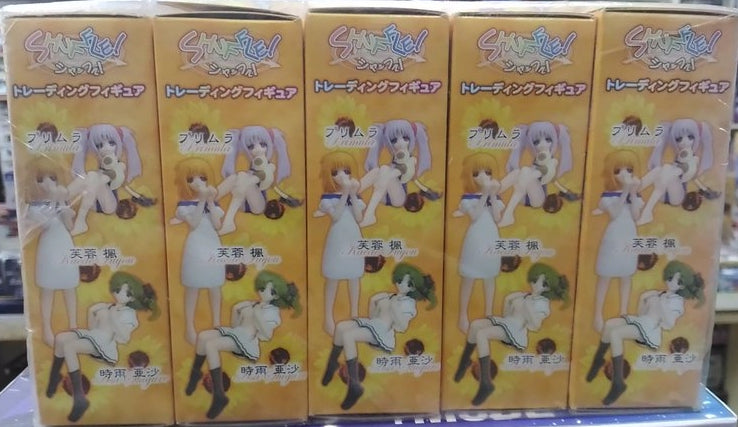 SHUFFLE!
シャッフル!
トレーディングフィギュア
プリムラ
Primula
芙蓉 楓
Kaede Fuyou
時雨 亜沙
SHUFFLE!
シャッフル!
トレーディングフィギュア
プリムラ
Primula
芙蓉 楓
Kaede Fuyou
時雨 亜沙
SHUFFLE!
シャッフル!
トレーディングフィギュア
プリムラ
Primula
芙蓉 楓
Kaede Fuyou
時雨 亜沙
SHUFFLE!
シャッフル!
トレーディングフィギュア
プリムラ
Primula
芙蓉 楓
Kaede Fuyou
時雨 亜沙
SHUFFLE!
シャッフル!
トレーディングフィギュア
プリムラ
Primula
芙蓉 楓
Kaede Fuyou
時雨 亜沙